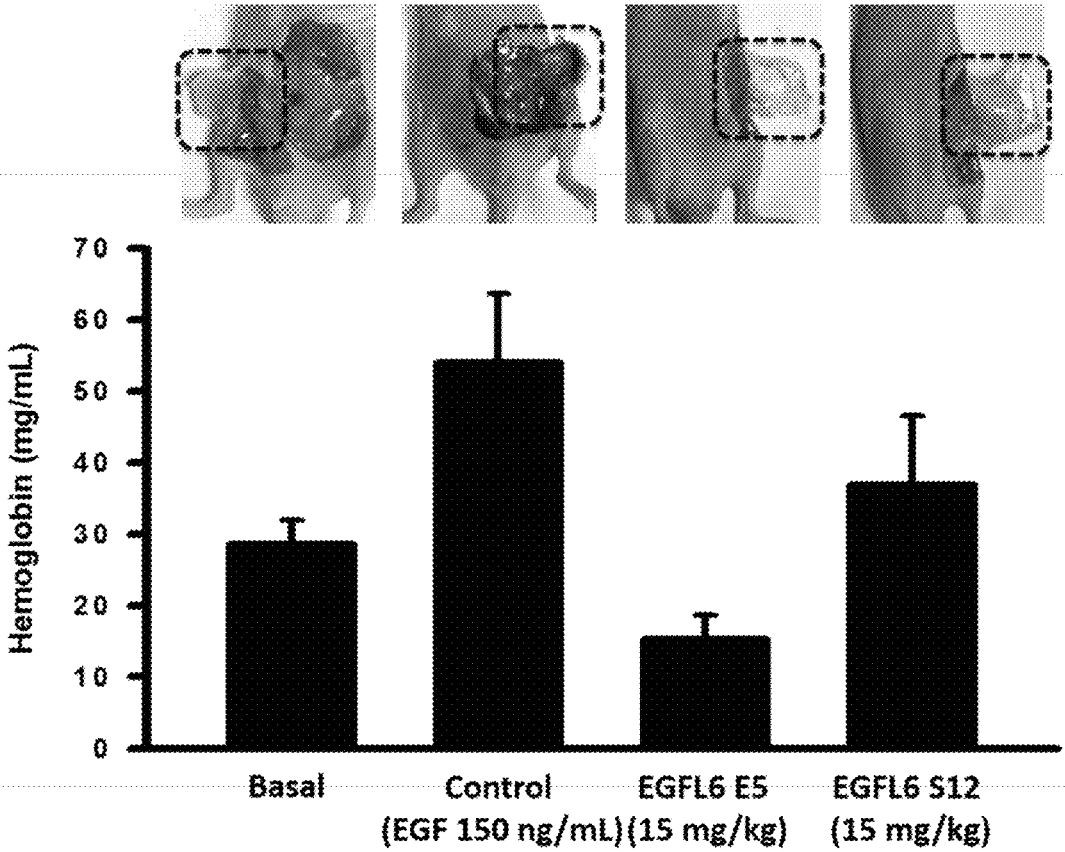 70
60
50
40
30
20
10
0
Hemoglobin (mg/mL)
Basal Control EGFL6 E5 EGFL6 S12
(EGF 150 ng/mL) (15 mg/kg) (15 mg/kg)